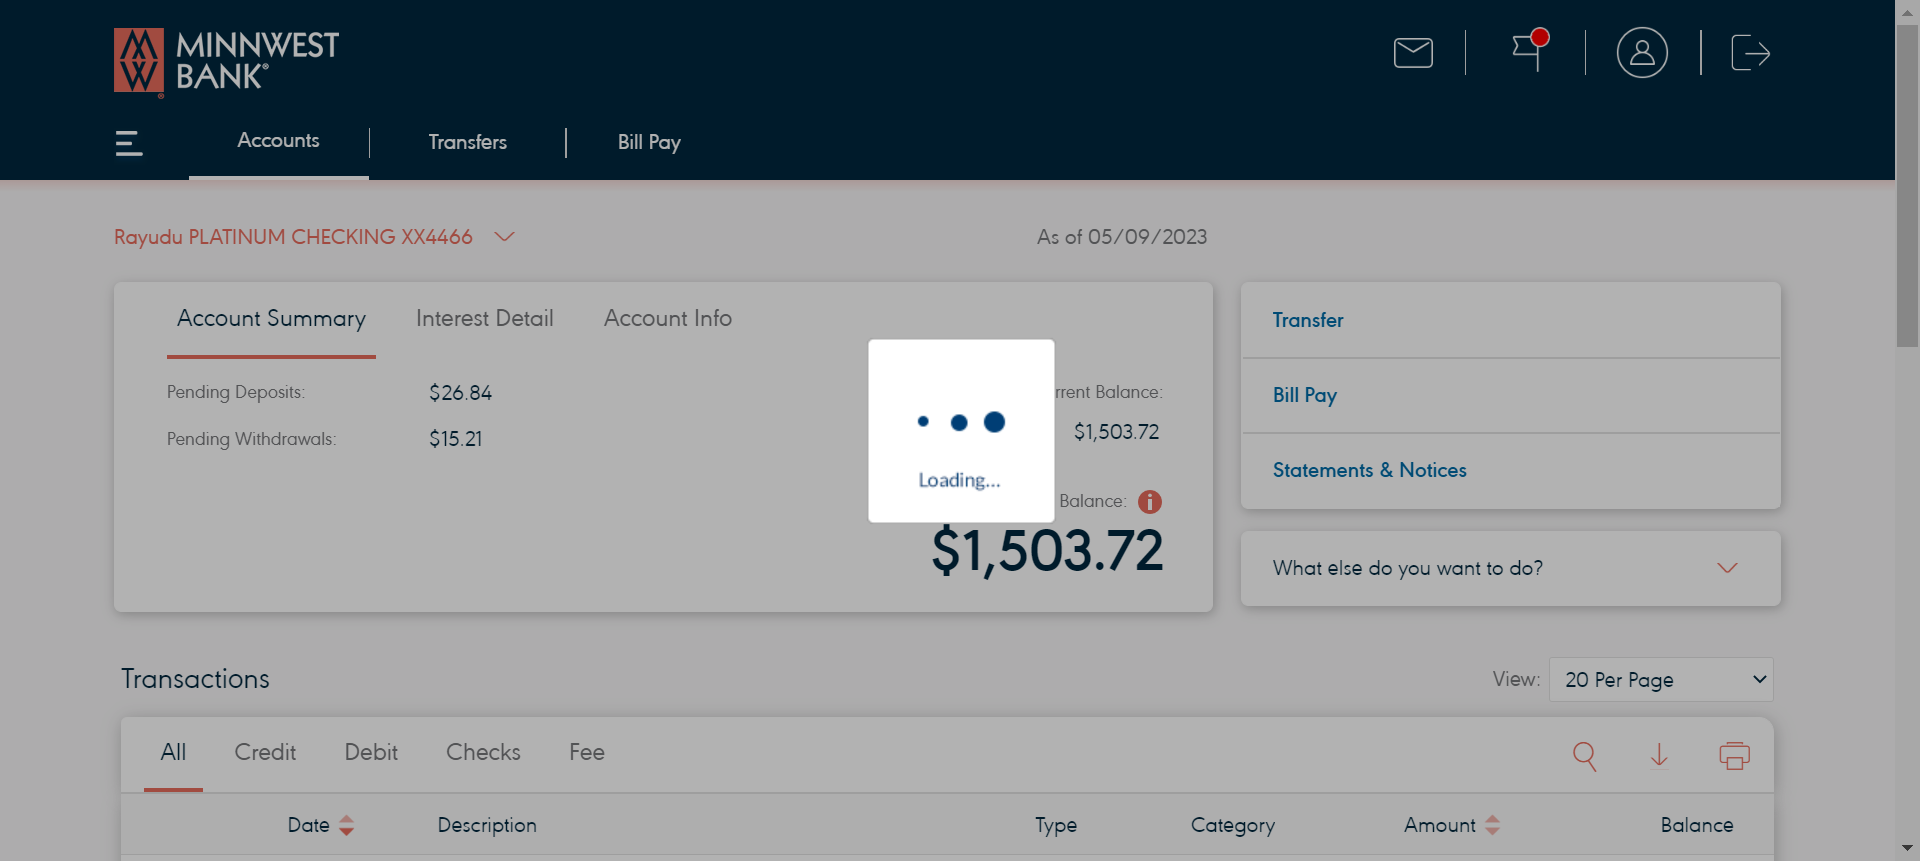 MINNWEST
BANK®
Accounts
Transfers
Bill Pay
Rayudu PLATINUM CHECKING XX4466
As of 05/09/2023
Account Summary
Interest Detail
Account Info
Pending Deposits:
$26.84
Pending Withdrawals:
$15.21
Balance:
$1,503.72
Loading...
Balance:
$1,503.72
Transfer
Bill Pay
Statements & Notices
What else do you want to do?
Transactions
View:
20 Per Page
All
Credit
Debit
Checks
Fee
Date
Description
Type
Category
Amount
Balance